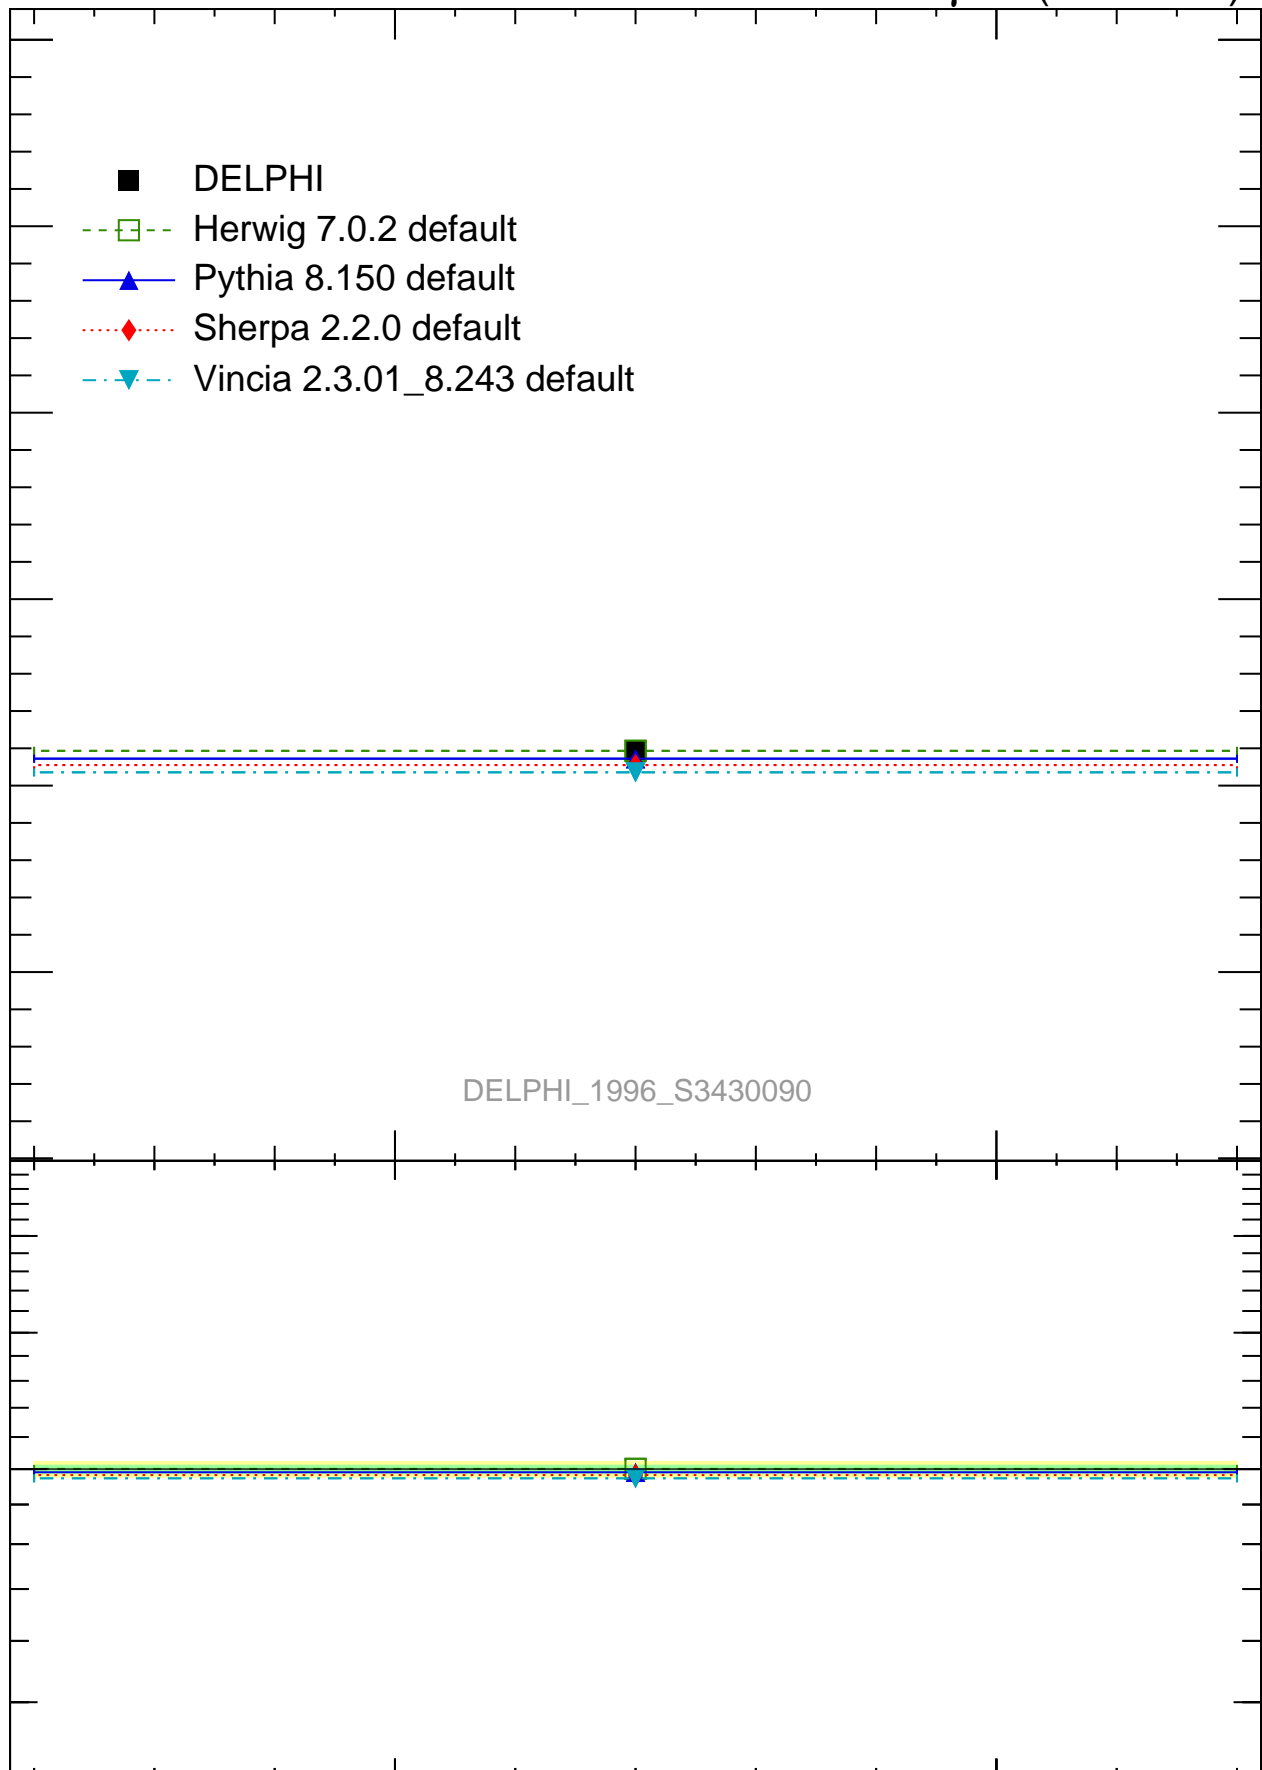 DELPHI
Herwig 7.0.2 default
Pythia 8.150 default
Sherpa 2.2.0 default
Vincia 2.3.01_8.243 default
DELPHI_1996_S3430090